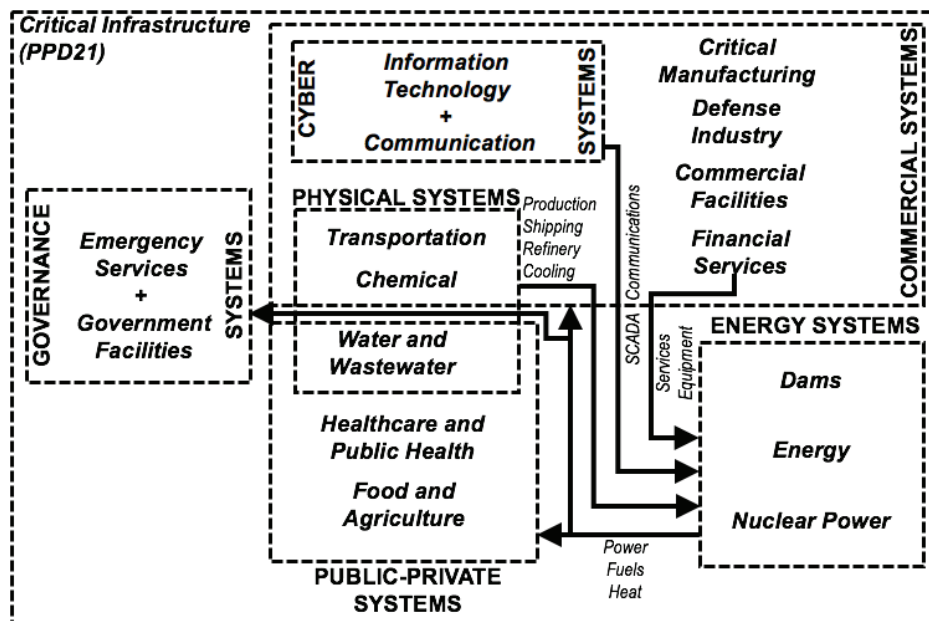 Critical Infrastructure
(PPD21)
CYBER
Information
Technology
+
Communication
SYSTEMS
Critical
Manufacturing
Defense
Industry
Commercial
Facilities
Financial
Services
COMMERCIAL SYSTEMS
PHYSICAL SYSTEMS
Transportation
Chemical
Water and
Wastewater
Production
Shipping
Refinery
Cooling
SCADA Communications
Services
Equipment
GOVERNANCE
Emergency
Services
+
Government
Facilities
SYSTEMS
Healthcare and
Public Health
Food and
Agriculture
PUBLIC-PRIVATE
SYSTEMS
ENERGY SYSTEMS
Dams
Energy
Nuclear Power
Power
Fuels
Heat